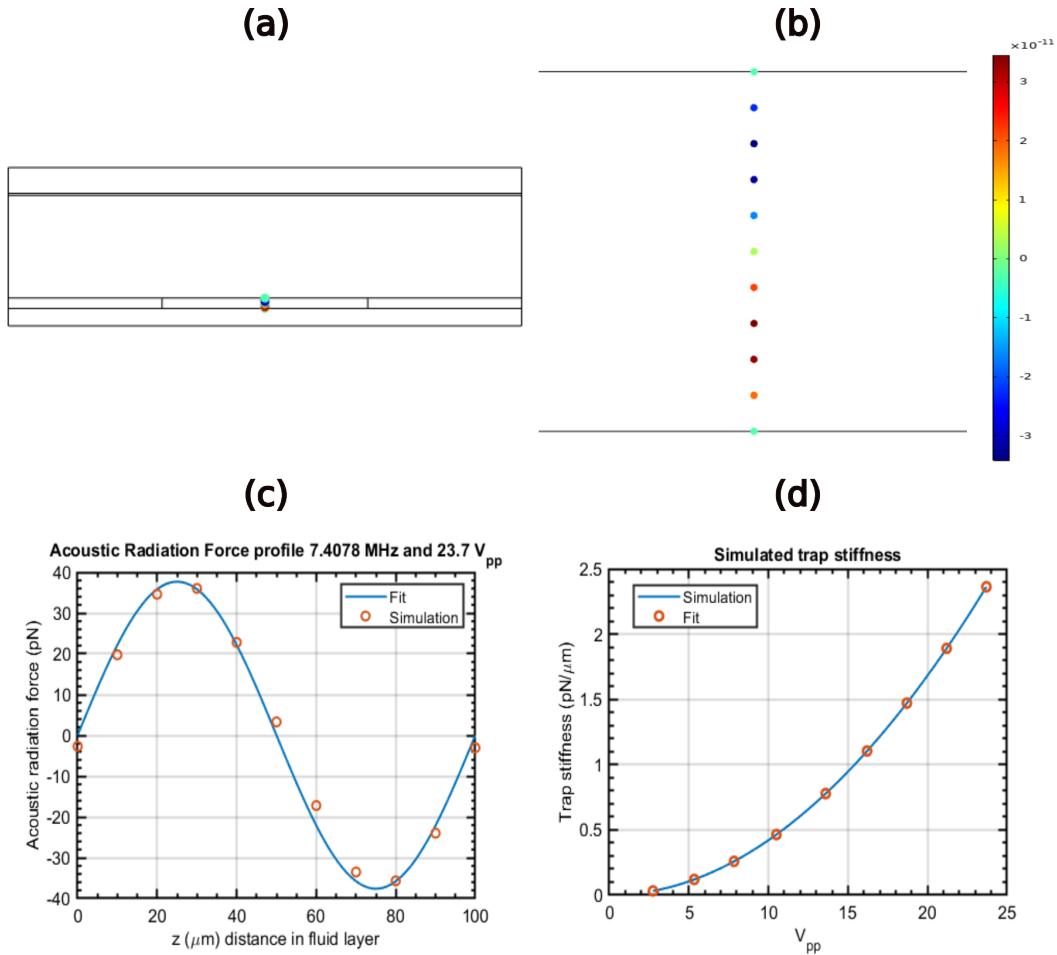 (a)
(b)
×10⁻¹¹
3
2
1
0
-1
-2
-3
(c)
(d)
Acoustic Radiation Force profile 7.4078 MHz and 23.7 Vpp
40
30
20
10
0
-10
-20
-30
-40
Acoustic radiation force (pN)
Fit
Simulation
0 20 40 60 80 100
z (μm) distance in fluid layer
Simulated trap stiffness
2.5
2
1.5
1
0.5
0
Trap stiffness (pN/μm)
Simulation
Fit
0 5 10 15 20 25
Vpp